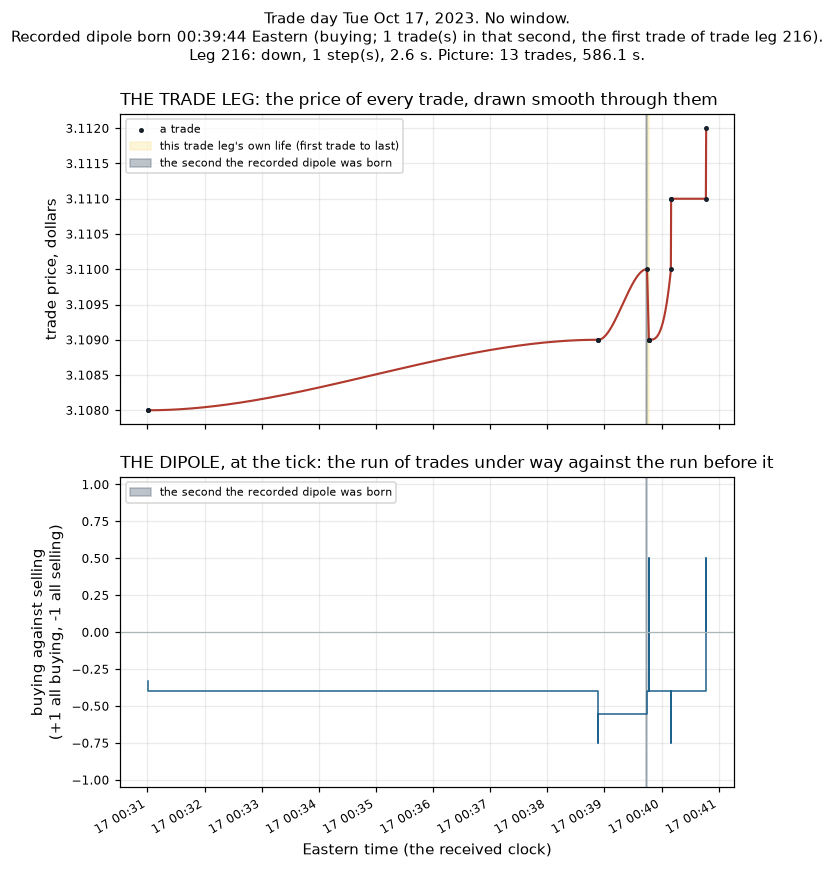 Trade day Tue Oct 17, 2023. No window.
Recorded dipole born 00:39:44 Eastern (buying; 1 trade(s) in that second, the first trade of trade leg 216).
Leg 216: down, 1 step(s), 2.6 s. Picture: 13 trades, 586.1 s.
THE TRADE LEG: the price of every trade, drawn smooth through them
a trade
this trade leg's own life (first trade to last)
the second the recorded dipole was born
trade price, dollars
3.1120
3.1115
3.1110
3.1105
3.1100
3.1095
3.1090
3.1085
3.1080
THE DIPOLE, at the tick: the run of trades under way against the run before it
the second the recorded dipole was born
buying against selling
(+1 all buying, -1 all selling)
1.00
0.75
0.50
0.25
0.00
−0.25
−0.50
−0.75
−1.00
17 00:31
17 00:32
17 00:33
17 00:34
17 00:35
17 00:36
17 00:37
17 00:38
17 00:39
17 00:40
17 00:41
Eastern time (the received clock)